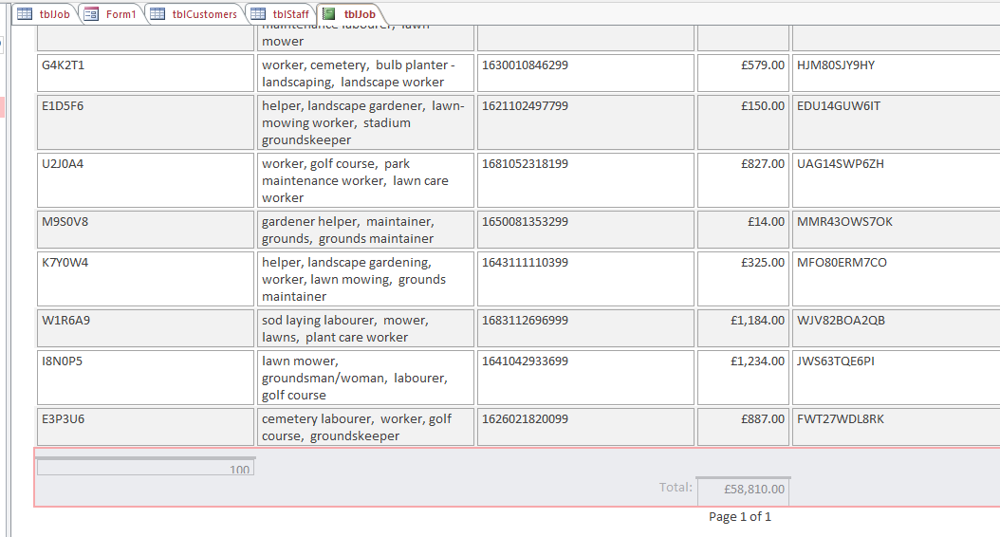 tblJob Form1 tblCustomers tblStaff tblJob
maintenance labourer, lawn
mower
G4K2T1 worker, cemetery, bulb planter - 1630010846299 £579.00 HJM80SJY9HY
landscaping, landscape worker
E1D5F6 helper, landscape gardener, lawn- 1621102497799 £150.00 EDU14GUW6IT
mowing worker, stadium
groundskeeper
U2J0A4 worker, golf course, park 1681052318199 £827.00 UAG14SWP6ZH
maintenance worker, lawn care
worker
M9S0V8 gardener helper, maintainer, 1650081353299 £14.00 MMR43OWS7OK
grounds, grounds maintainer
K7Y0W4 helper, landscape gardening, 1643111110399 £325.00 MFO80ERM7CO
worker, lawn mowing, grounds
maintainer
W1R6A9 sod laying labourer, mower, 1683112696999 £1,184.00 WJV82BOA2QB
lawns, plant care worker
I8N0P5 lawn mower, 1641042933699 £1,234.00 JWS63TQE6PI
groundsman/woman, labourer,
golf course
E3P3U6 cemetery labourer, worker, golf 1626021820099 £887.00 FWT27WDL8RK
course, groundskeeper
100
Total: £58,810.00
Page 1 of 1